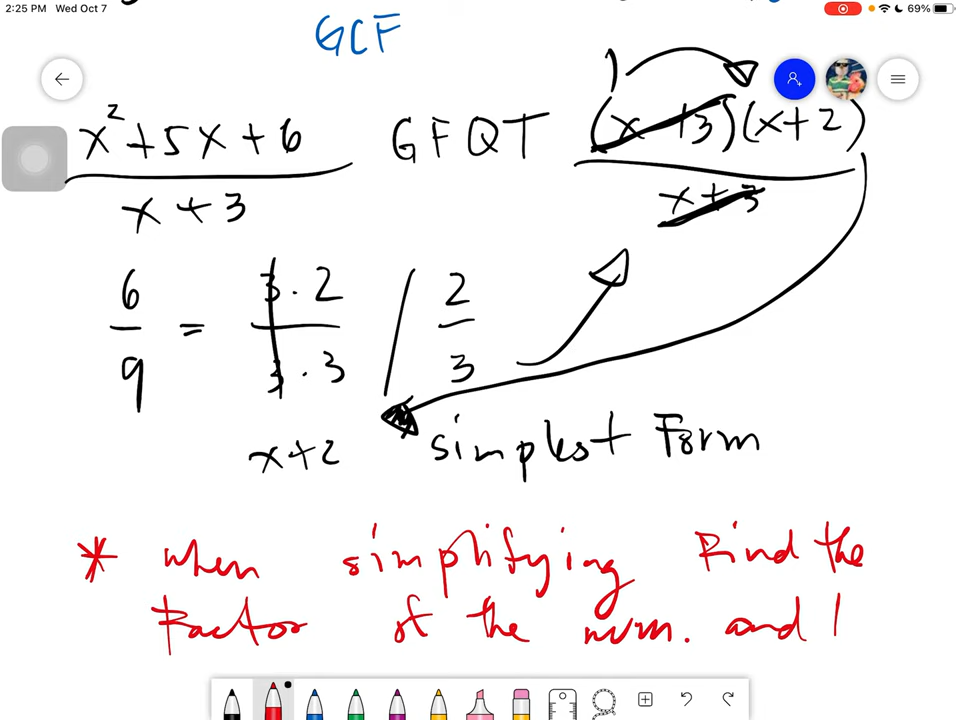 2:25 PM Wed Oct 7
69%
GCF
x²+5x+6
x+3
GFQT
1
(x+3)(x+2)
x+3
6
9
=
3·2
3·3
2
3
x+2
simplest Form
* when simplifying Find the
Factor of the num. and